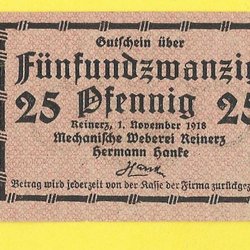 Gutschein über
Fünfundzwanzig
25 Pfennig 25
Reinerz, 1. November 1918
Mechanische Weberei Reinerz
Hermann Hanke
Hanke
Betrag wird jederzeit von der Kasse der Firma zurückgez